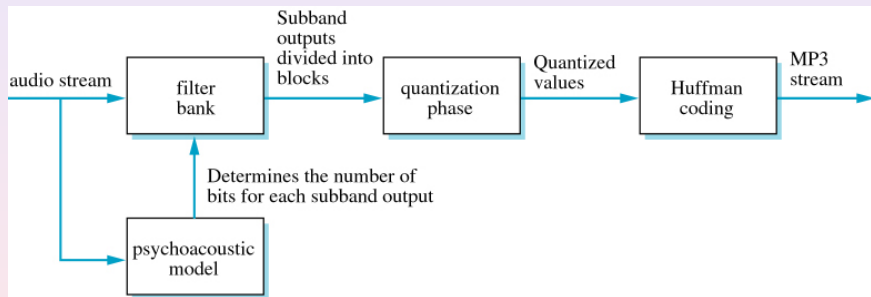 Subband
outputs
divided into
blocks
audio stream
filter
bank
quantization
phase
Quantized
values
Huffman
coding
MP3
stream
Determines the number of
bits for each subband output
psychoacoustic
model